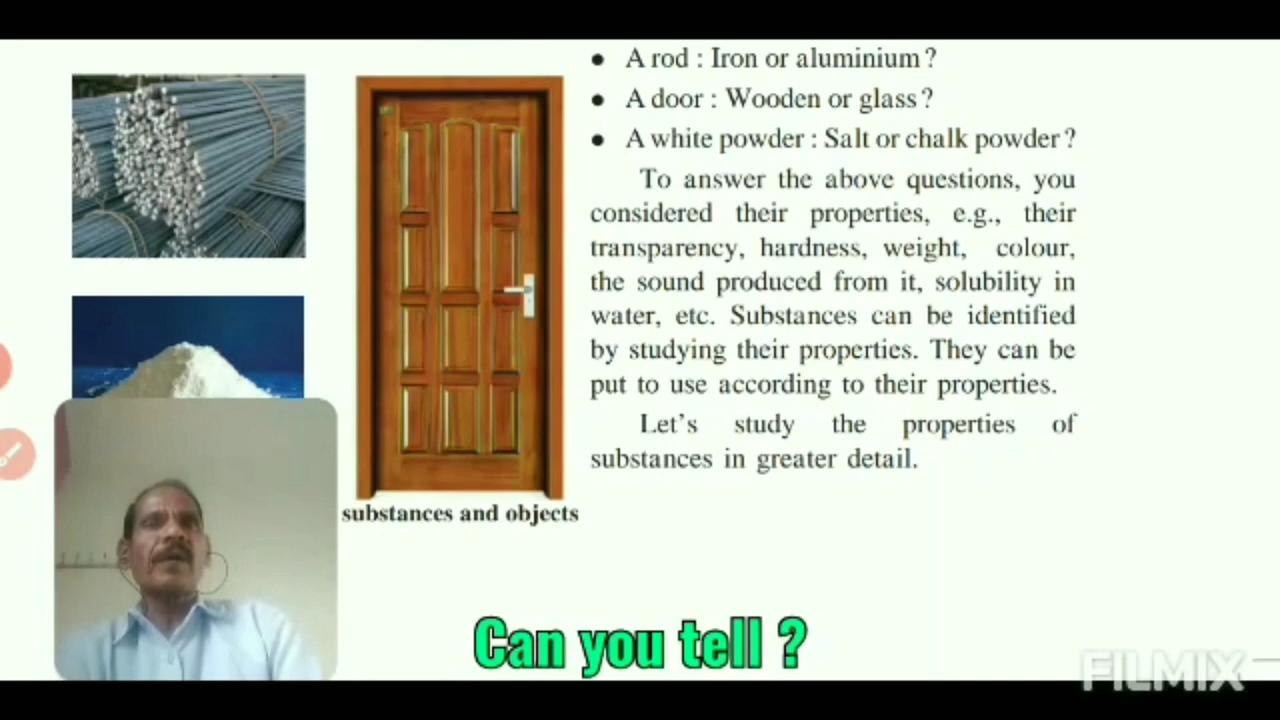 • A rod : Iron or aluminium ?
• A door : Wooden or glass ?
• A white powder : Salt or chalk powder ?
To answer the above questions, you
considered their properties, e.g., their
transparency, hardness, weight, colour,
the sound produced from it, solubility in
water, etc. Substances can be identified
by studying their properties. They can be
put to use according to their properties.
Let's study the properties of
substances in greater detail.
substances and objects
Can you tell ?
FILMIX